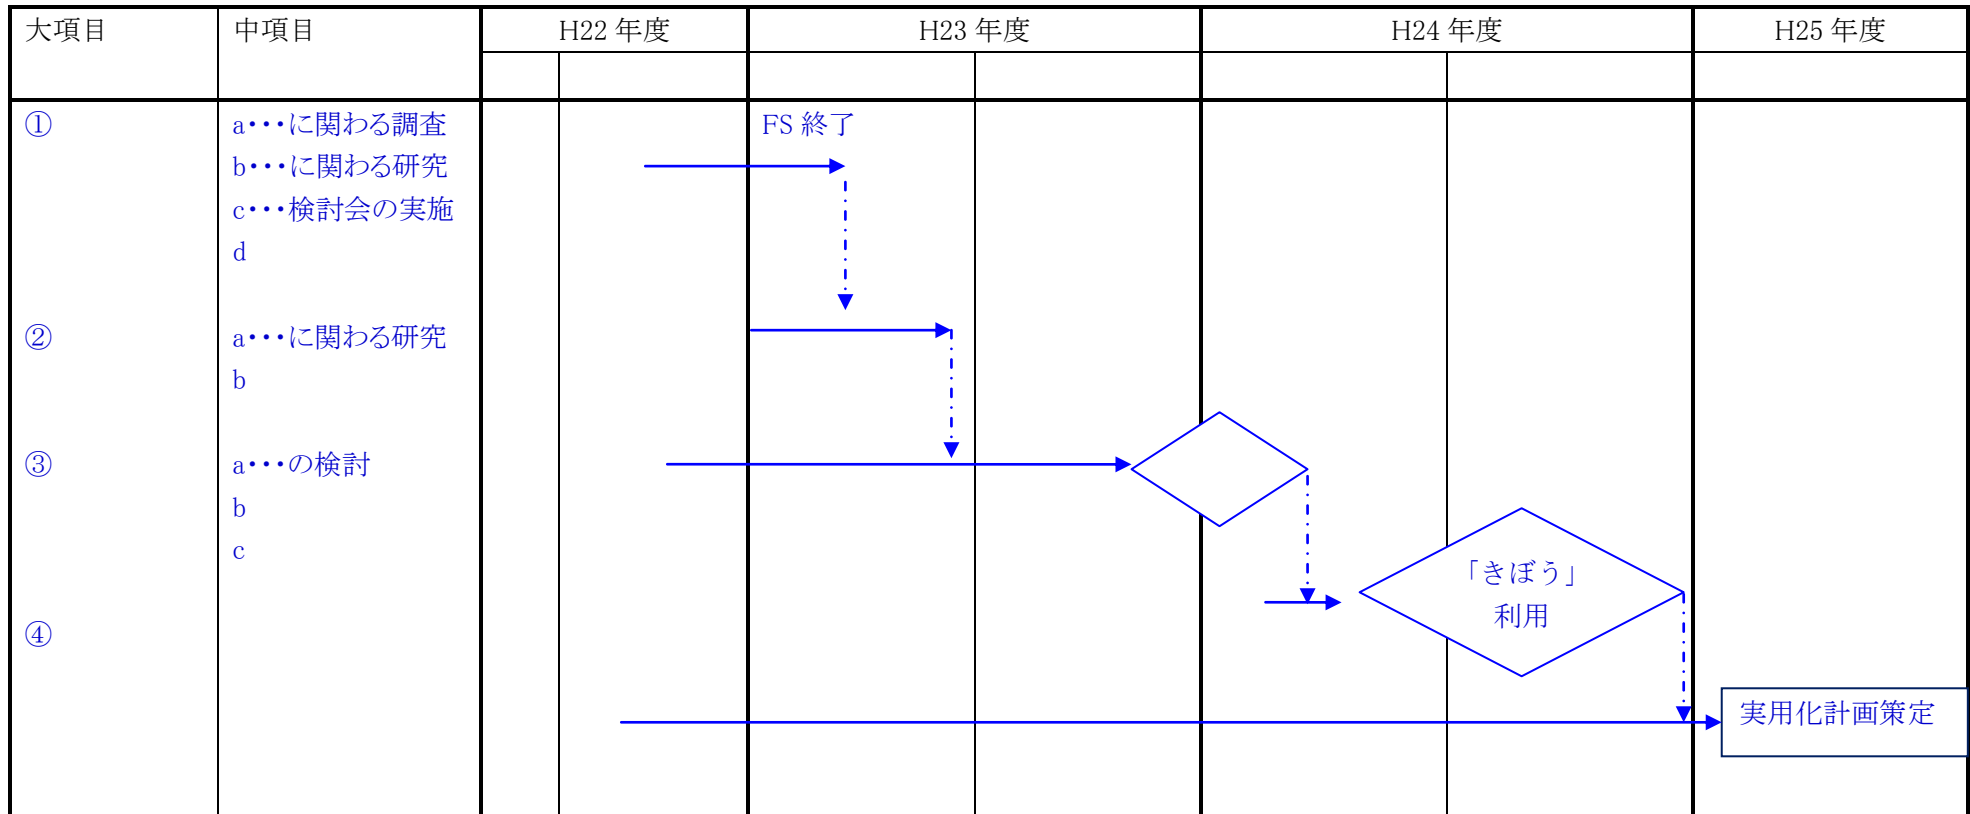 大項目 中項目 H22 年度 H23 年度 H24 年度 H25 年度
① a・・・に関わる調査 FS 終了
b・・・に関わる研究
c・・・検討会の実施
d
② a・・・に関わる研究
b
③ a・・・の検討
b
c
「きぼう」
利用
④
実用化計画策定